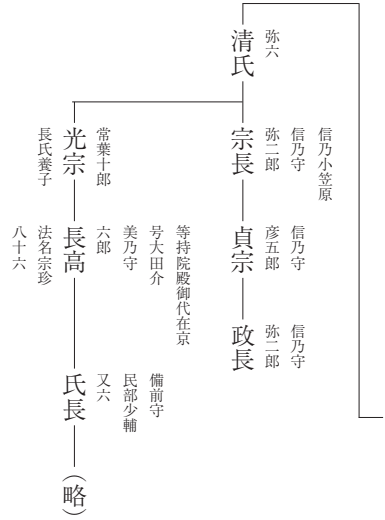 弥六
清氏
信乃小笠原
信乃守
弥二郎
宗長
信乃守
彦五郎
貞宗
信乃守
弥二郎
政長
常葉十郎
光宗
長氏養子
等持院殿御代在京
号大田介
美乃守
六郎
長高
法名宗珍
八十六
備前守
民部少輔
又六
氏長
（略）